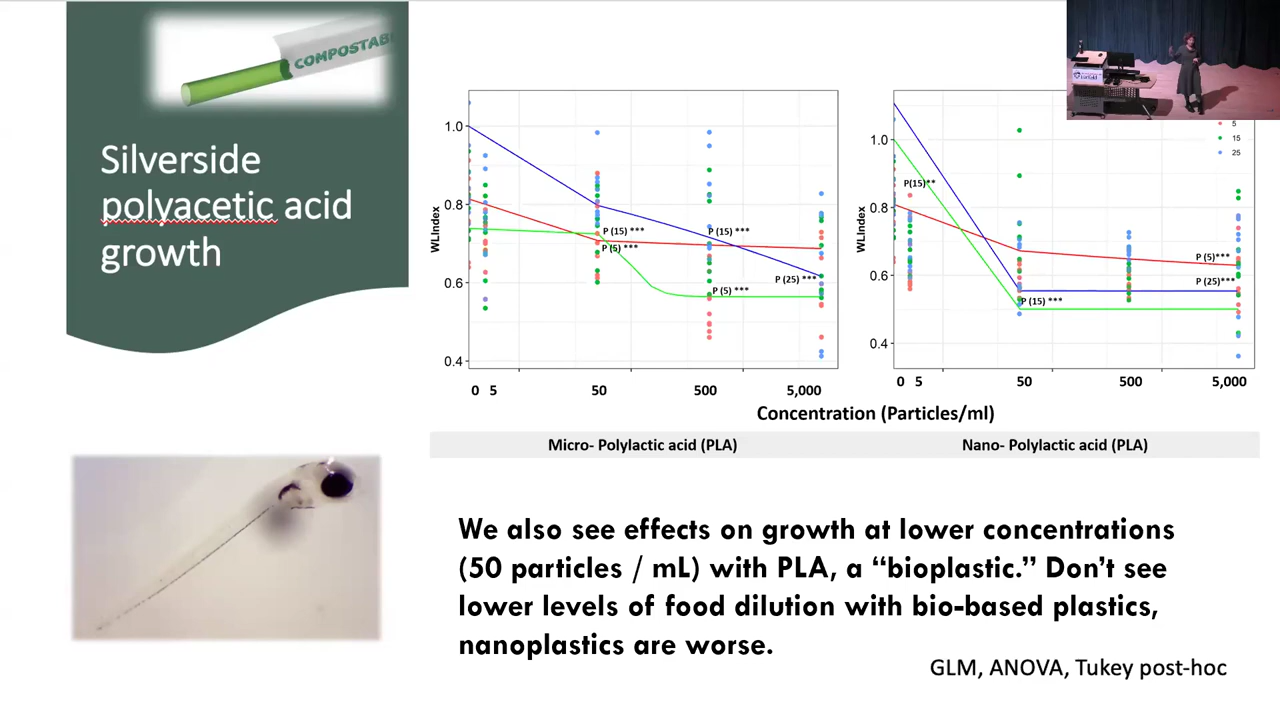 COMPOSTAB
Silverside
polyacetic acid
growth
WLIndex
1.0
0.8
0.6
0.4
P (15) ***
P (5) ***
P (15) ***
P (5) ***
P (25) ***
0 5 50 500 5,000
WLIndex
1.0
0.8
0.6
0.4
P(15)**
P (15) ***
P (5)***
P (25)***
5
15
25
0 5 50 500 5,000
Concentration (Particles/ml)
Micro- Polylactic acid (PLA)
Nano- Polylactic acid (PLA)
We also see effects on growth at lower concentrations
(50 particles / mL) with PLA, a “bioplastic.” Don’t see
lower levels of food dilution with bio-based plastics,
nanoplastics are worse.
GLM, ANOVA, Tukey post-hoc